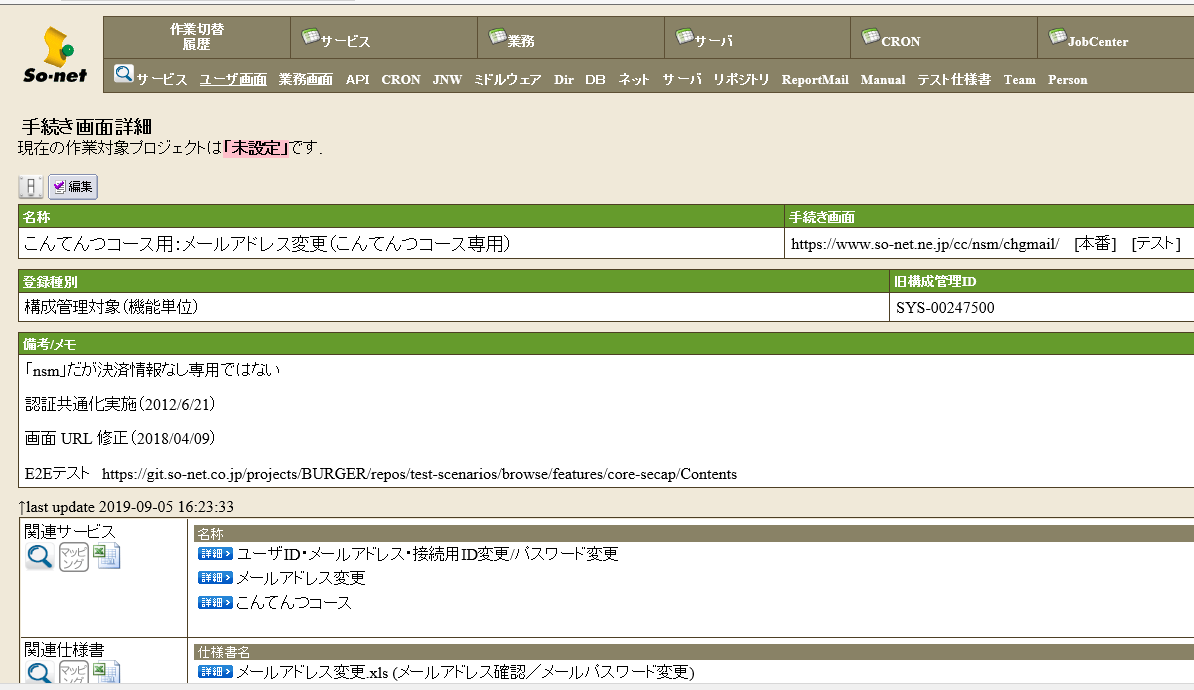 So-net
作業切替
履歴
サービス
業務
サーバ
CRON
JobCenter
サービス ユーザ画面 業務画面 API CRON JNW ミドルウェア Dir DB ネット サーバ リポジトリ ReportMail Manual テスト仕様書 Team Person
手続き画面詳細
現在の作業対象プロジェクトは「未設定」です.
編集
名称 手続き画面
こんてんつコース用：メールアドレス変更（こんてんつコース専用） https://www.so-net.ne.jp/cc/nsm/chgmail/ [本番] [テスト]
登録種別 旧構成管理ID
構成管理対象（機能単位） SYS-00247500
備考/メモ
「nsm」だが決済情報なし専用ではない
認証共通化実施（2012/6/21）
画面 URL 修正（2018/04/09）
E2Eテスト https://git.so-net.co.jp/projects/BURGER/repos/test-scenarios/browse/features/core-secap/Contents
↑last update 2019-09-05 16:23:33
関連サービス
マッピング
名称
詳細 ユーザID・メールアドレス・接続用ID変更/パスワード変更
詳細 メールアドレス変更
詳細 こんてんつコース
関連仕様書
マッピング
仕様書名
詳細 メールアドレス変更.xls (メールアドレス確認／メールパスワード変更)